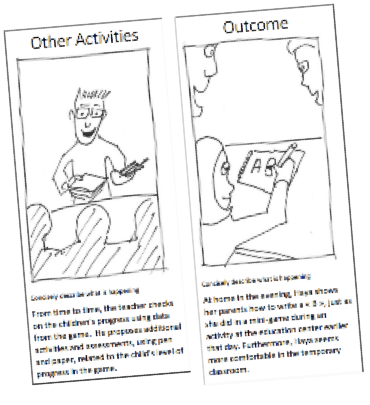 Other Activities
Concisely describe what is happening
From time to time, the teacher checks
on the children's progress using data
from the game. He proposes additional
activities and assessments, using pen
and paper, related to the child's level of
progress in the game.
Outcome
AB
Concisely describe what is happening
At home in the evening, Haya shows
her parents how to write a « B », just as
she did in a mini-game during an
activity at the education center earlier
that day. Furthermore, Haya seems
more comfortable in the temporary
classroom.